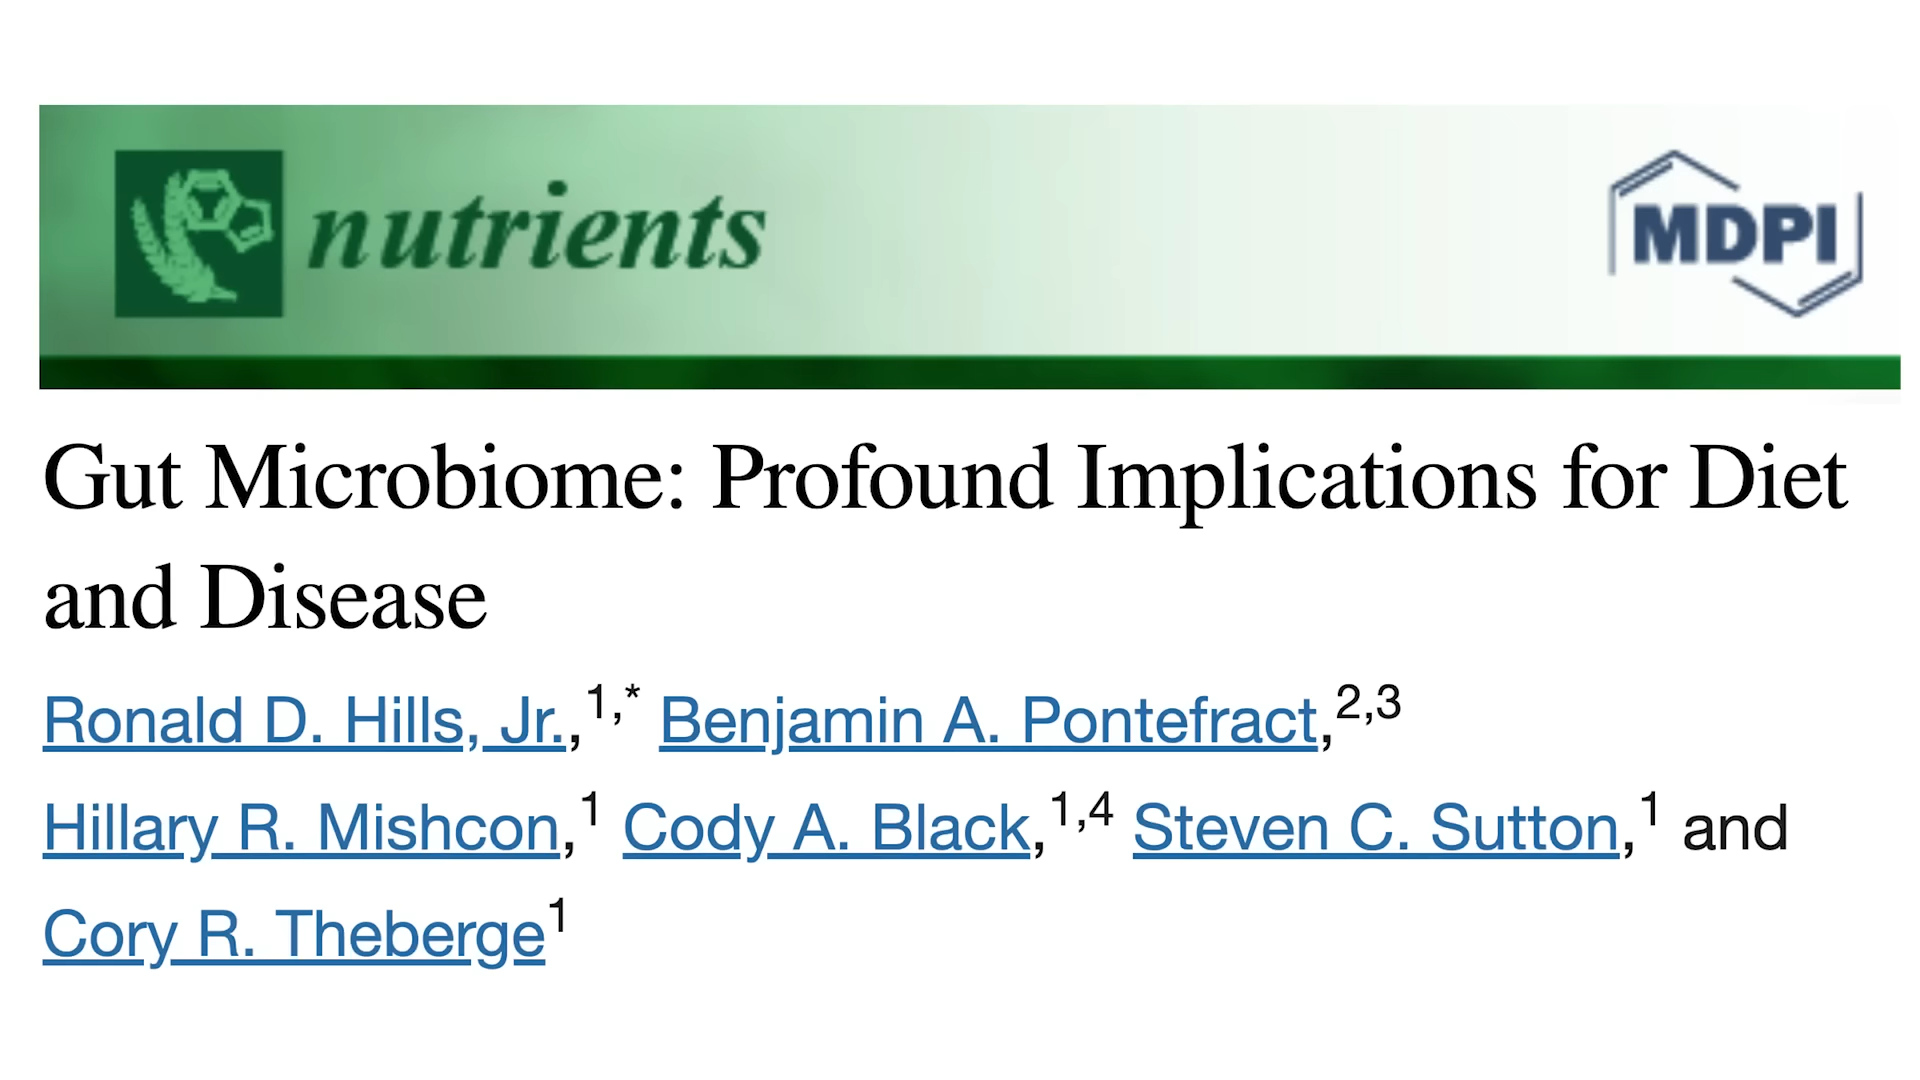 nutrients
MDPI
Gut Microbiome: Profound Implications for Diet
and Disease
Ronald D. Hills, Jr.,1,* Benjamin A. Pontefract,2,3
Hillary R. Mishcon,1 Cody A. Black,1,4 Steven C. Sutton,1 and
Cory R. Theberge1